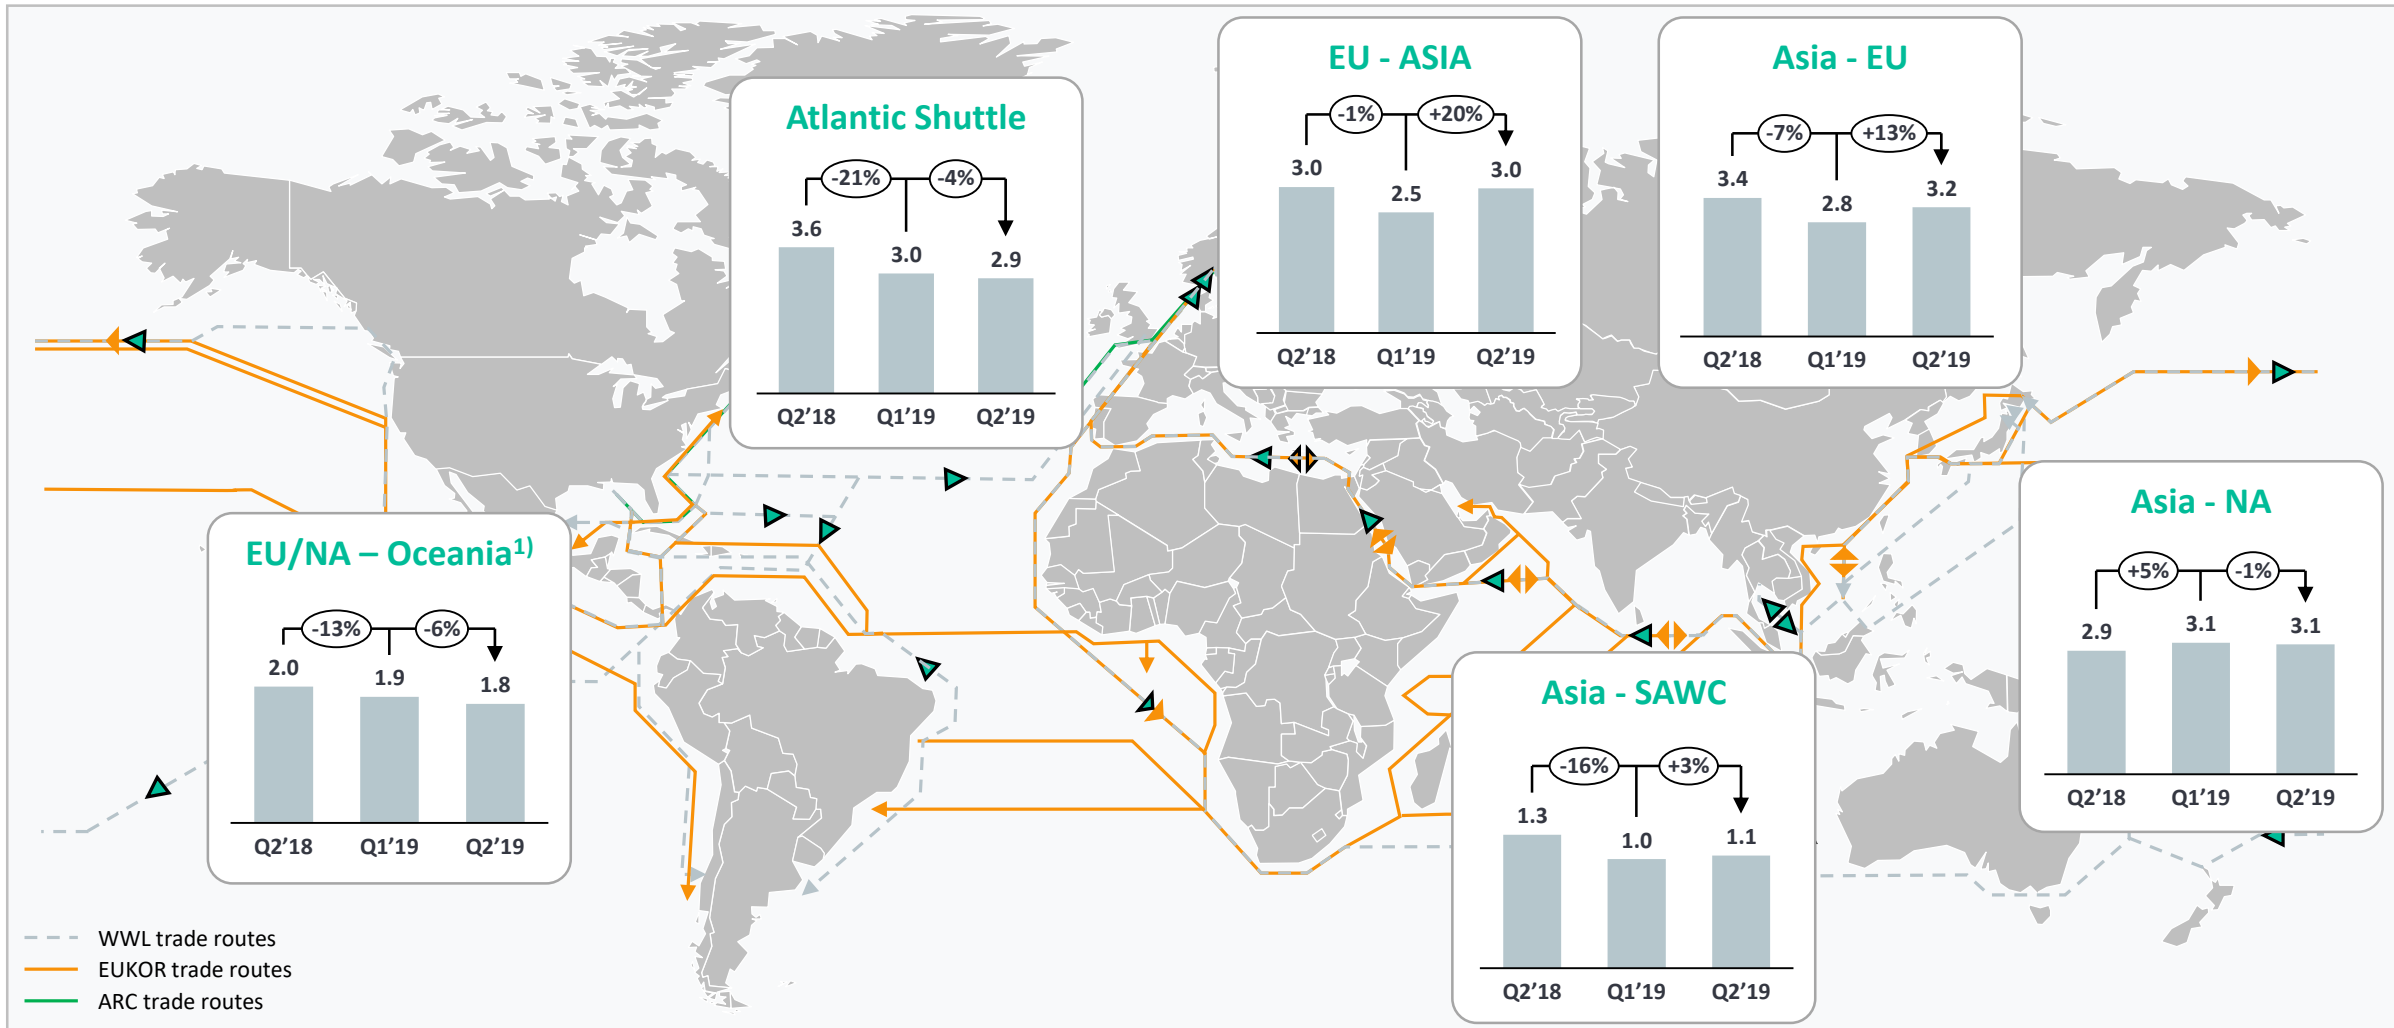 EU - ASIA
-1%
+20%
3.0
2.5
3.0
Q2’18
Q1’19
Q2’19
Asia - EU
-7%
+13%
3.4
2.8
3.2
Q2’18
Q1’19
Q2’19
Atlantic Shuttle
-21%
-4%
3.6
3.0
2.9
Q2’18
Q1’19
Q2’19
Asia - NA
+5%
-1%
2.9
3.1
3.1
Q2’18
Q1’19
Q2’19
EU/NA – Oceania1)
-13%
-6%
2.0
1.9
1.8
Q2’18
Q1’19
Q2’19
Asia - SAWC
-16%
+3%
1.3
1.0
1.1
Q2’18
Q1’19
Q2’19
WWL trade routes
EUKOR trade routes
ARC trade routes